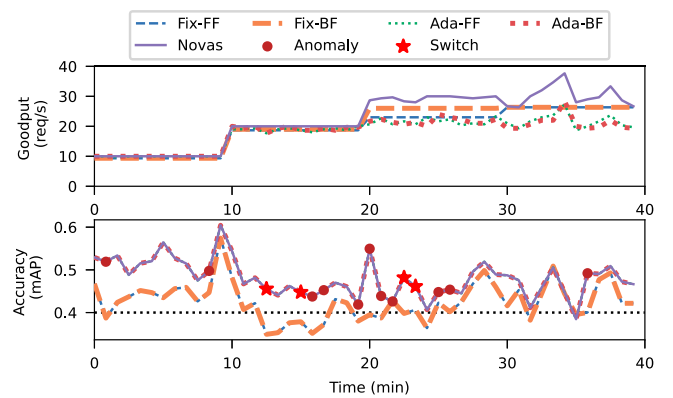 Fix-FF Fix-BF Ada-FF Ada-BF
Novas Anomaly Switch
40
30
20
10
0
Goodput
(req/s)
0 10 20 30 40
0.6
0.5
0.4
Accuracy
(mAP)
0 10 20 30 40
Time (min)